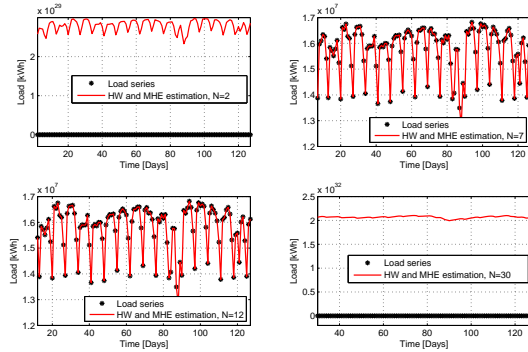 x 10^29
3
2
1
0
Load [kWh]
Load series
HW and MHE estimation, N=2
20 40 60 80 100 120
Time [Days]
x 10^7
1.7
1.6
1.5
1.4
1.3
1.2
Load [kWh]
Load series
HW and MHE estimation, N=7
20 40 60 80 100 120
Time [Days]
x 10^7
1.7
1.6
1.5
1.4
1.3
1.2
Load [kWh]
Load series
HW and MHE estimation, N=12
20 40 60 80 100 120
Time [Days]
x 10^32
2.5
2
1.5
1
0.5
0
Load [kWh]
Load series
HW and MHE estimation, N=30
40 60 80 100 120
Time [Days]